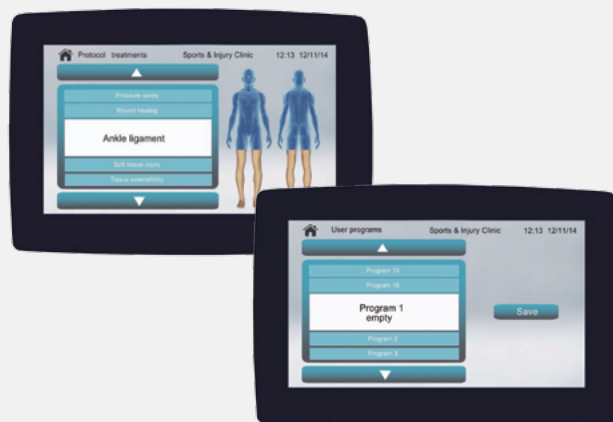 Protocol treatments Sports & Injury Clinic 12:13 12/11/14
Pressure sores
Wound healing
Ankle ligament
Soft tissue injury
Tissue extensibility
User programs Sports & Injury Clinic 12:13 12/11/14
Program 15
Program 16
Program 1
empty
Save
Program 2
Program 3